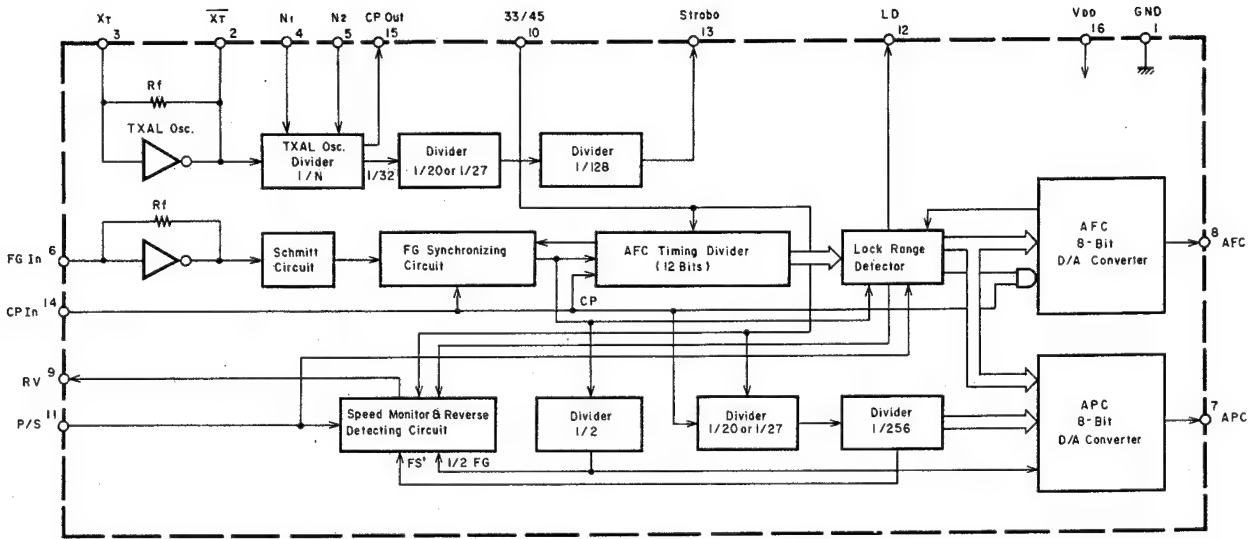 XT
3
XT
2
N1
4
N2
5
CP Out
15
33/45
10
Strobo
13
LD
12
VDD
16
GND
1
Rf
TXAL Osc.
TXAL Osc.
Divider
1/N
1/32
Divider
1/20 or 1/27
Divider
1/128
Rf
FG In 6
Schmitt
Circuit
FG Synchronizing
Circuit
AFC Timing Divider
(12 Bits)
Lock Range
Detector
AFC
8-Bit
D/A Converter
8 AFC
CP In 14
CP
RV 9
P/S 11
Speed Monitor & Reverse
Detecting Circuit
FS'
1/2 FG
Divider
1/2
Divider
1/20 or 1/27
Divider
1/256
APC
8-Bit
D/A Converter
7 APC